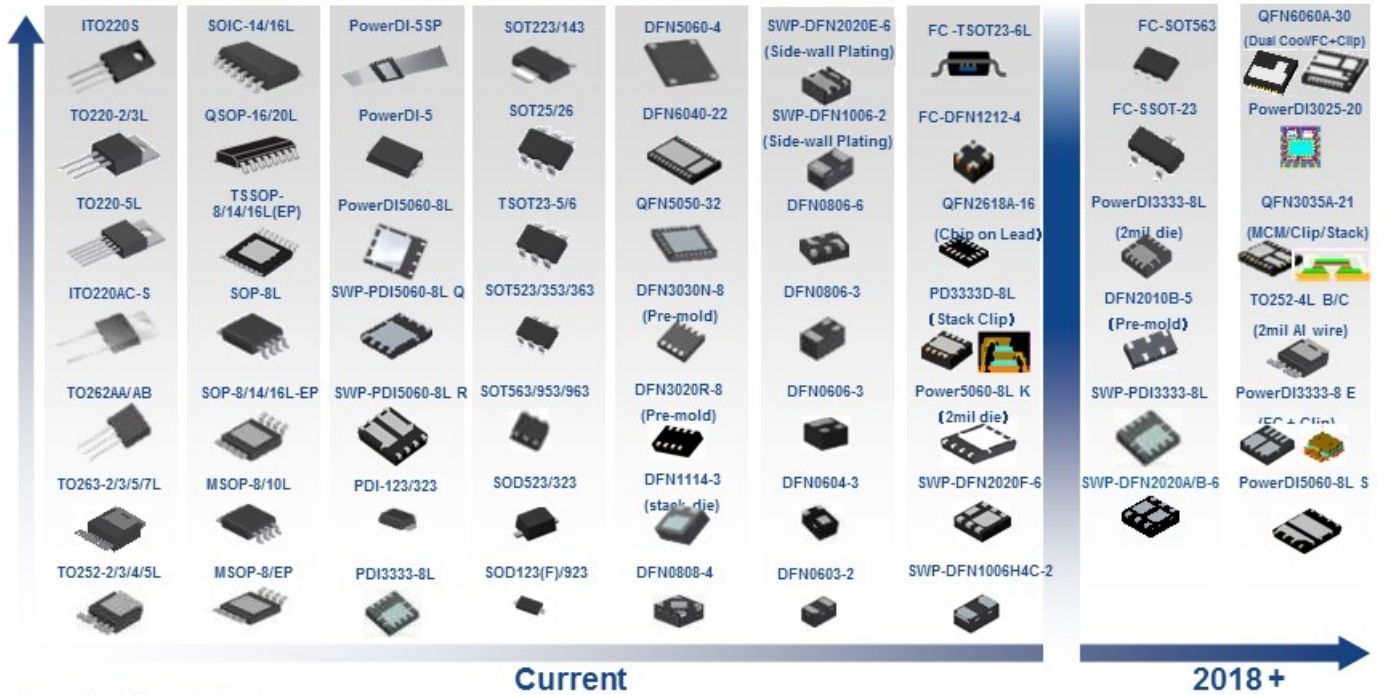 ITO220S
TO220-2/3L
TO220-5L
ITO220AC-S
TO262AA/AB
TO263-2/3/5/7L
TO252-2/3/4/5L
SOIC-14/16L
QSOP-16/20L
TSSOP-
8/14/16L(EP)
SOP-8L
SOP-8/14/16L-EP
MSOP-8/10L
MSOP-8/EP
PowerDI-5SP
PowerDI-5
PowerDI5060-8L
SWP-PDI5060-8L Q
SWP-PDI5060-8L R
PDI-123/323
PDI3333-8L
SOT223/143
SOT25/26
TSOT23-5/6
SOT523/353/363
SOT563/953/963
SOD523/323
SOD123(F)/923
DFN5060-4
DFN6040-22
QFN5050-32
DFN3030N-8
(Pre-mold)
DFN3020R-8
(Pre-mold)
DFN1114-3
(stack die)
DFN0808-4
SWP-DFN2020E-6
(Side-wall Plating)
SWP-DFN1006-2
(Side-wall Plating)
DFN0806-6
DFN0806-3
DFN0606-3
DFN0604-3
DFN0603-2
FC -TSOT23-6L
FC-DFN1212-4
QFN2618A-16
(Chip on Lead)
PD3333D-8L
(Stack Clip)
Power5060-8L K
(2mil die)
SWP-DFN2020F-6
SWP-DFN1006H4C-2
FC-SOT563
FC-SSOT-23
PowerDI3333-8L
(2mil die)
DFN2010B-5
(Pre-mold)
SWP-PDI3333-8L
SWP-DFN2020A/B-6
QFN6060A-30
(Dual Cool/FC+Clip)
PowerDI3025-20
QFN3035A-21
(MCM/Clip/Stack)
TO252-4L B/C
(2mil Al wire)
PowerDI3333-8 E
(FC + Clip)
PowerDI5060-8L S
Current
2018 +